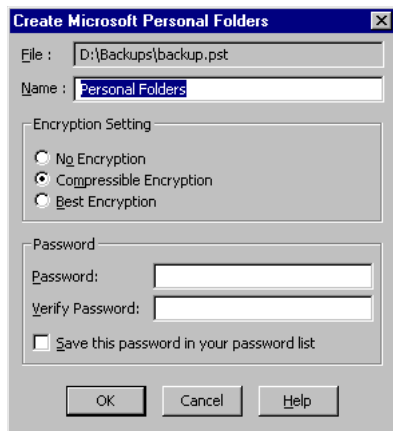 Create Microsoft Personal Folders
File : D:\Backups\backup.pst
Name : Personal Folders
Encryption Setting
No Encryption
Compressible Encryption
Best Encryption
Password
Password:
Verify Password:
Save this password in your password list
OK Cancel Help